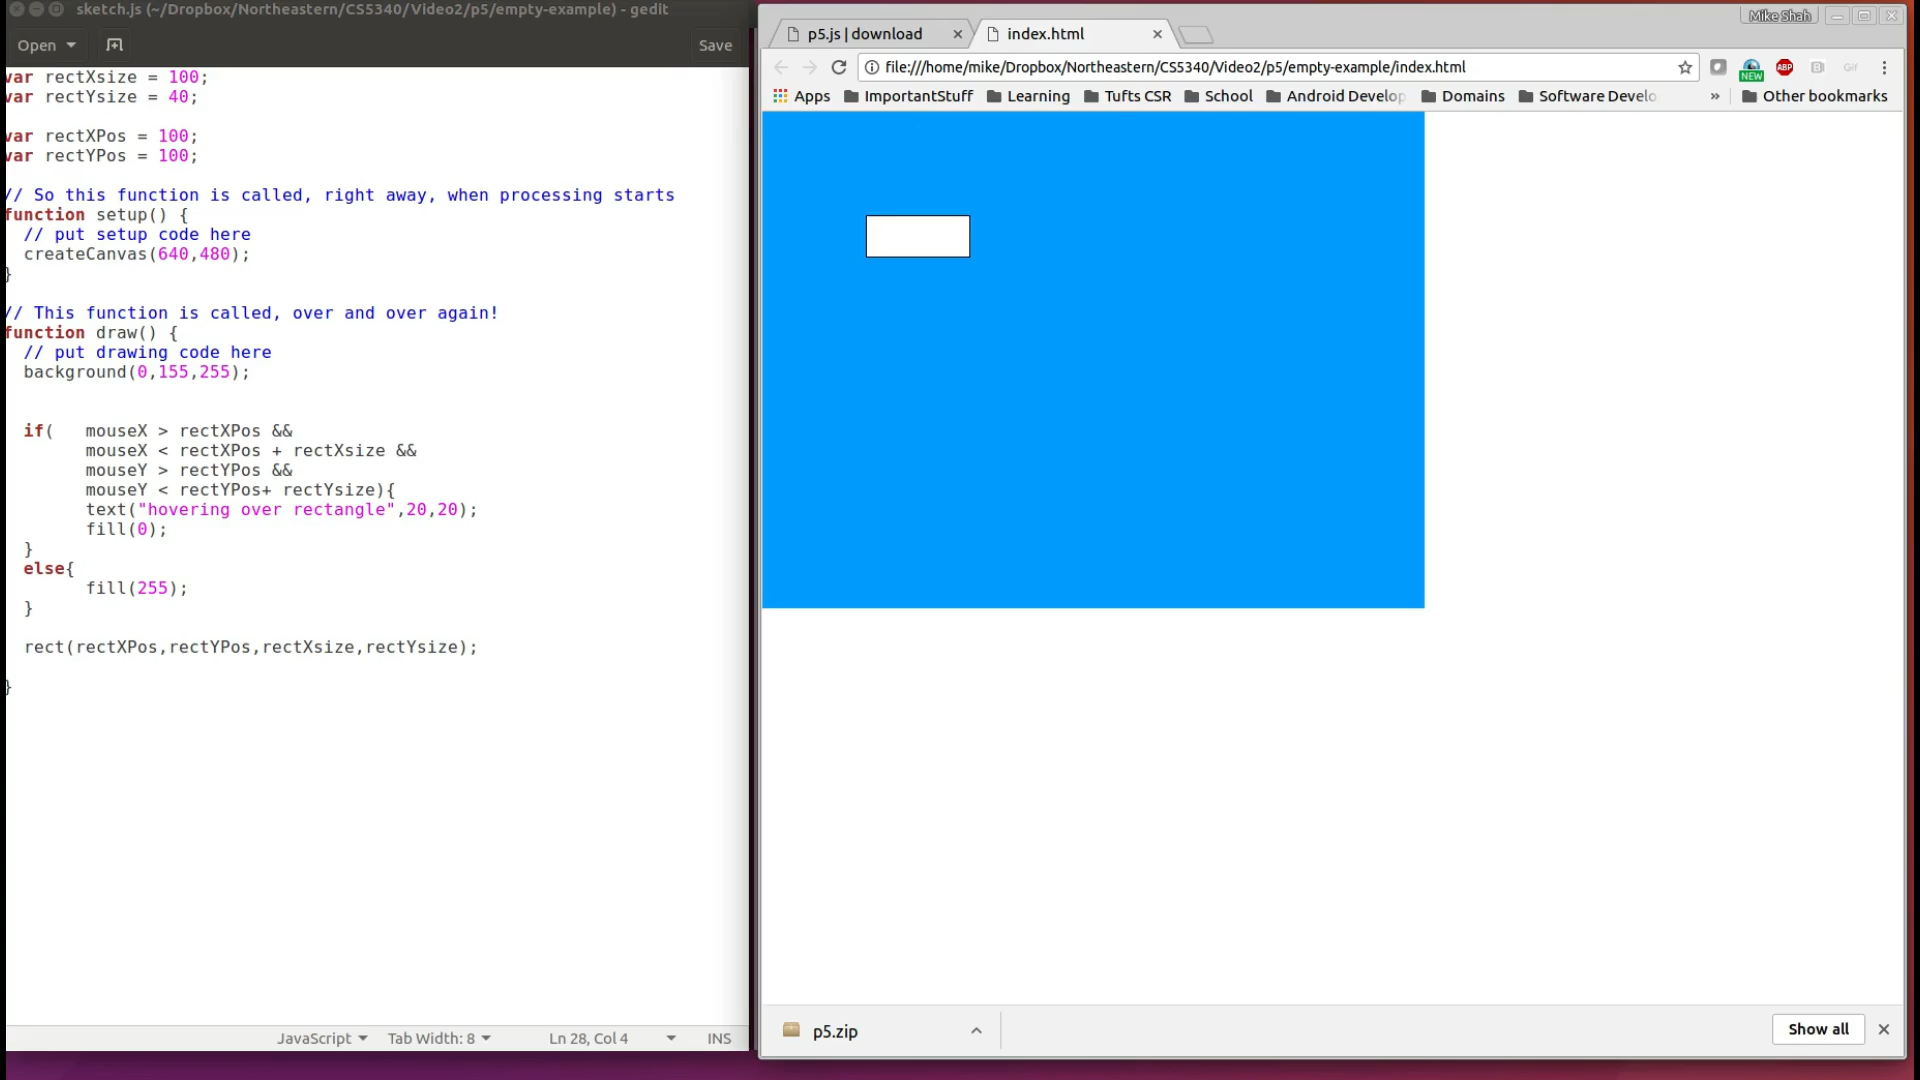 sketch.js (~/Dropbox/Northeastern/CS5340/Video2/p5/empty-example) - gedit
Open
Save
var rectXsize = 100;
var rectYsize = 40;
var rectXPos = 100;
var rectYPos = 100;
// So this function is called, right away, when processing starts
function setup() {
// put setup code here
createCanvas(640,480);
}
// This function is called, over and over again!
function draw() {
// put drawing code here
background(0,155,255);
if( mouseX > rectXPos &&
mouseX < rectXPos + rectXsize &&
mouseY > rectYPos &&
mouseY < rectYPos+ rectYsize){
text("hovering over rectangle",20,20);
fill(0);
}
else{
fill(255);
}
rect(rectXPos,rectYPos,rectXsize,rectYsize);
}
JavaScript Tab Width: 8 Ln 28, Col 4 INS
Mike Shah
p5.js | download index.html
file:///home/mike/Dropbox/Northeastern/CS5340/Video2/p5/empty-example/index.html
NEW ABP Gif
Apps ImportantStuff Learning Tufts CSR School Android Develop Domains Software Develo » Other bookmarks
p5.zip
Show all